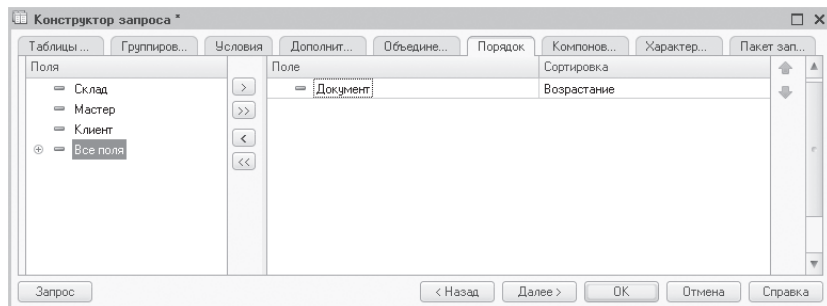 Конструктор запроса *
Таблицы ... Группиров... Условия Дополнит... Объедине... Порядок Компонов... Характер... Пакет зап...
Поля
Склад
Мастер
Клиент
Все поля
>
>>
<
<<
Поле Сортировка
Документ Возрастание
Запрос < Назад Далее > OK Отмена Справка